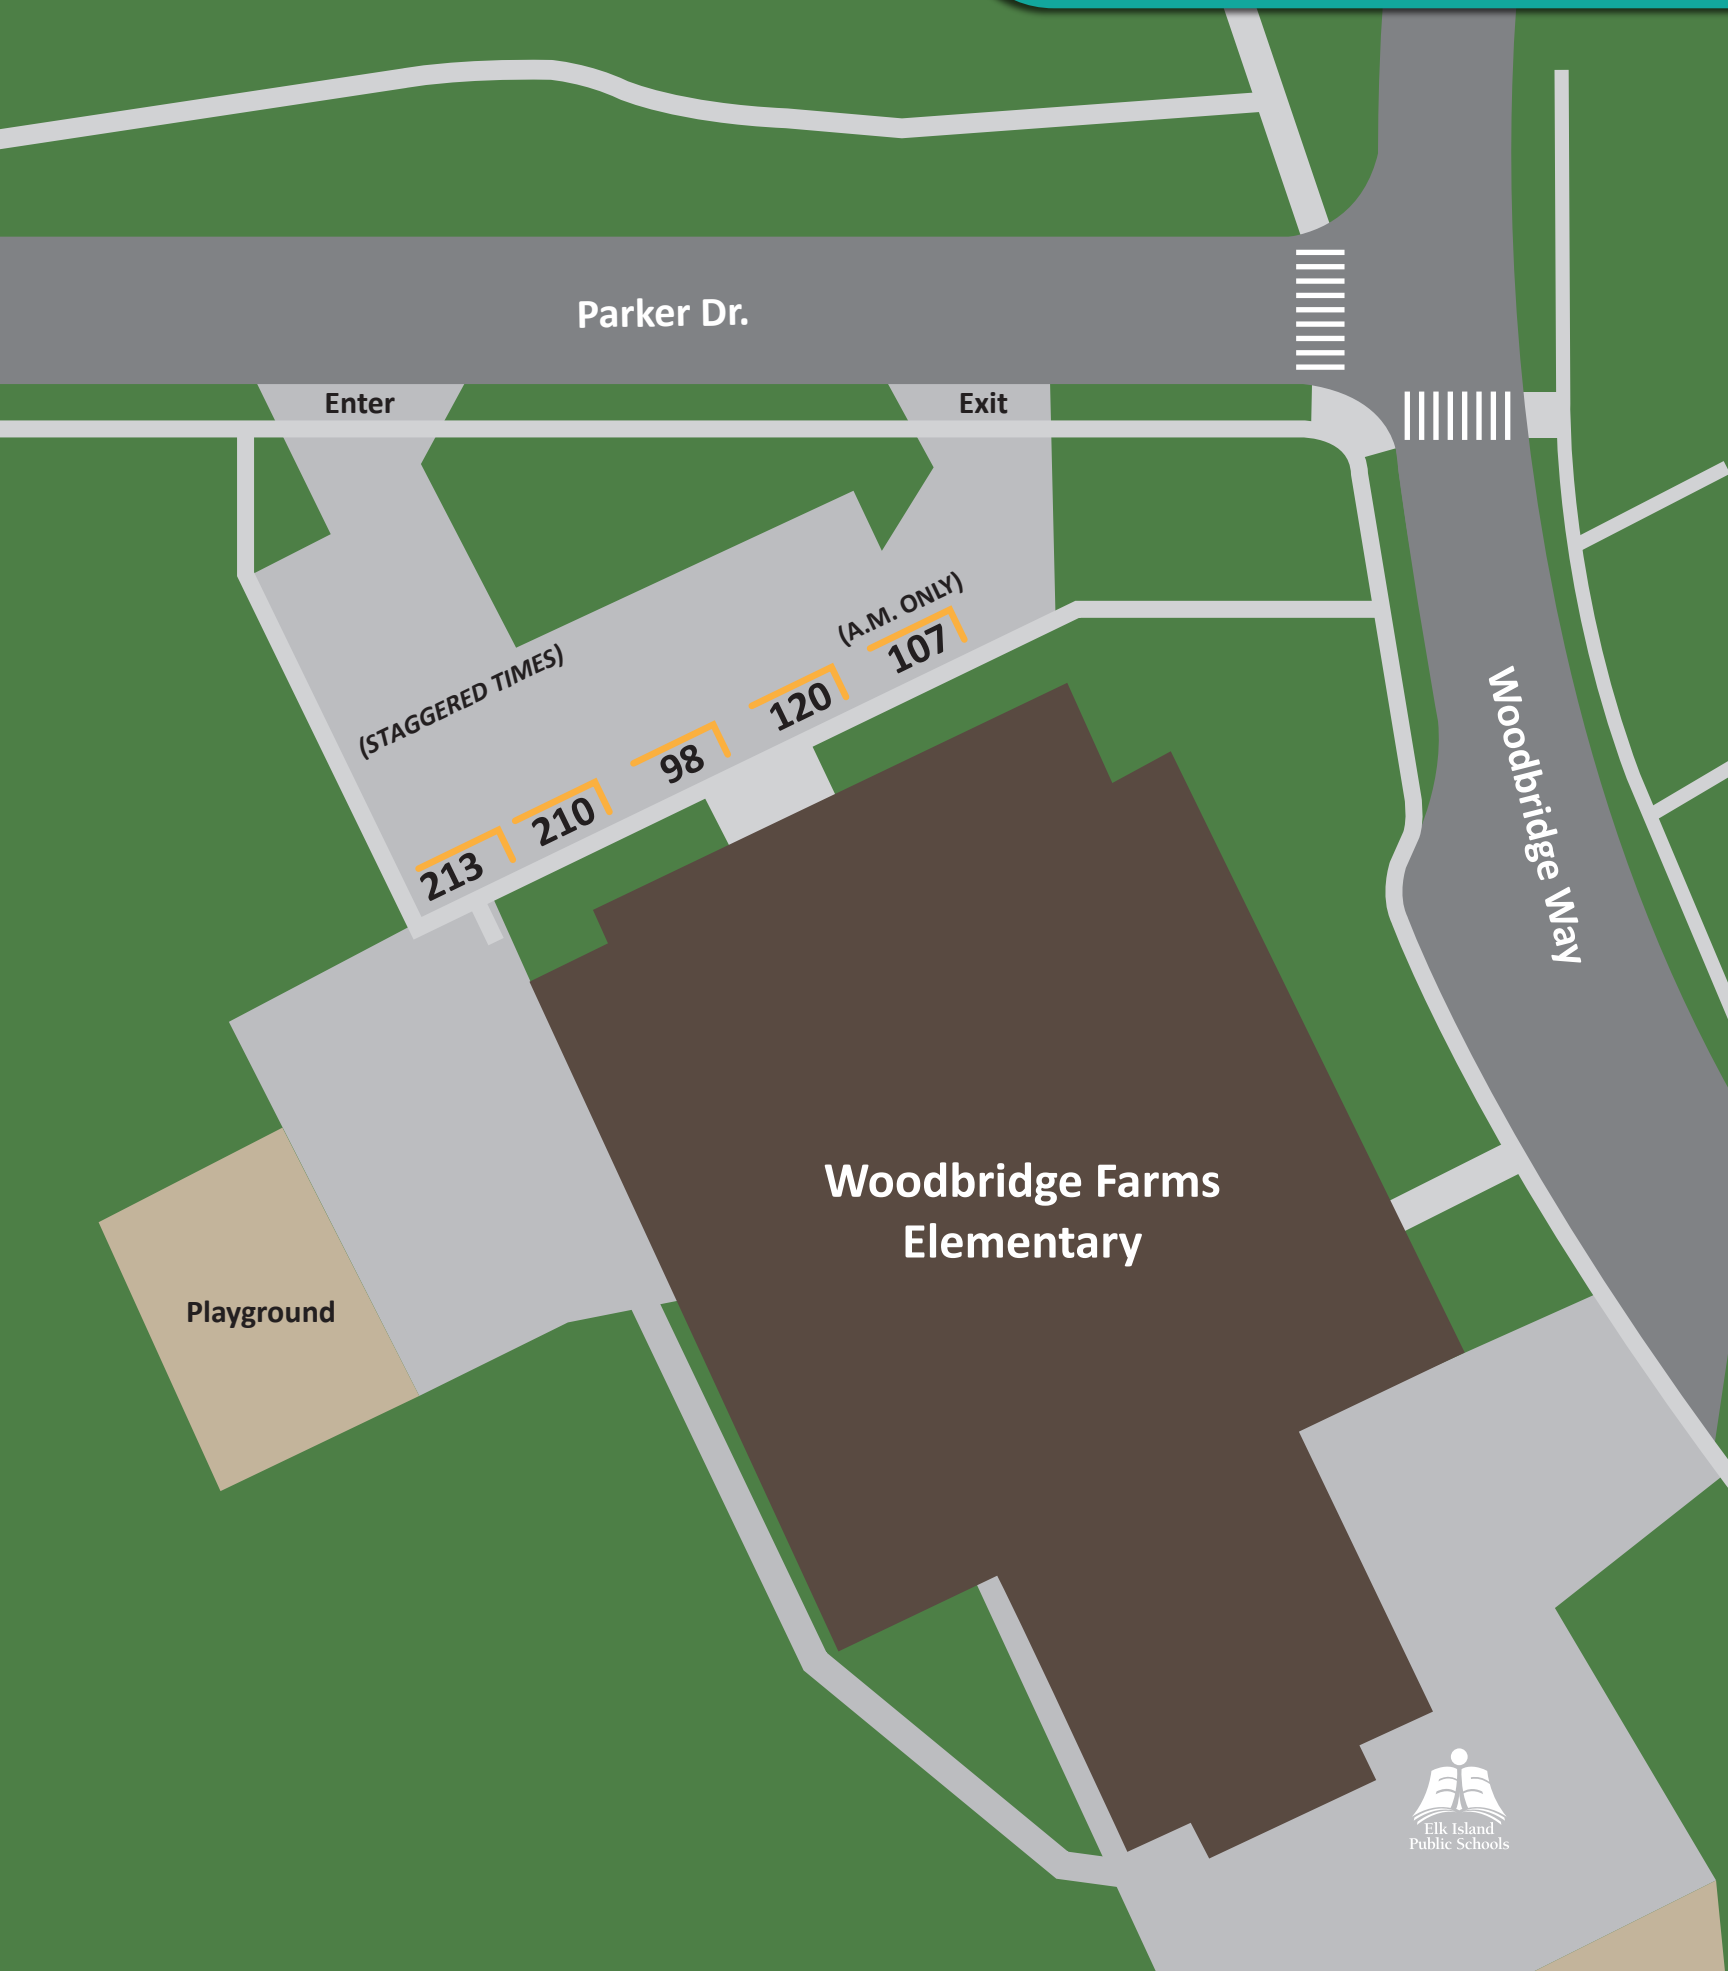 Parker Dr.
Enter
Exit
(A.M. ONLY)
107
120
98
210
213
(STAGGERED TIMES)
Woodbridge Way
Woodbridge Farms
Elementary
Playground
Elk Island
Public Schools